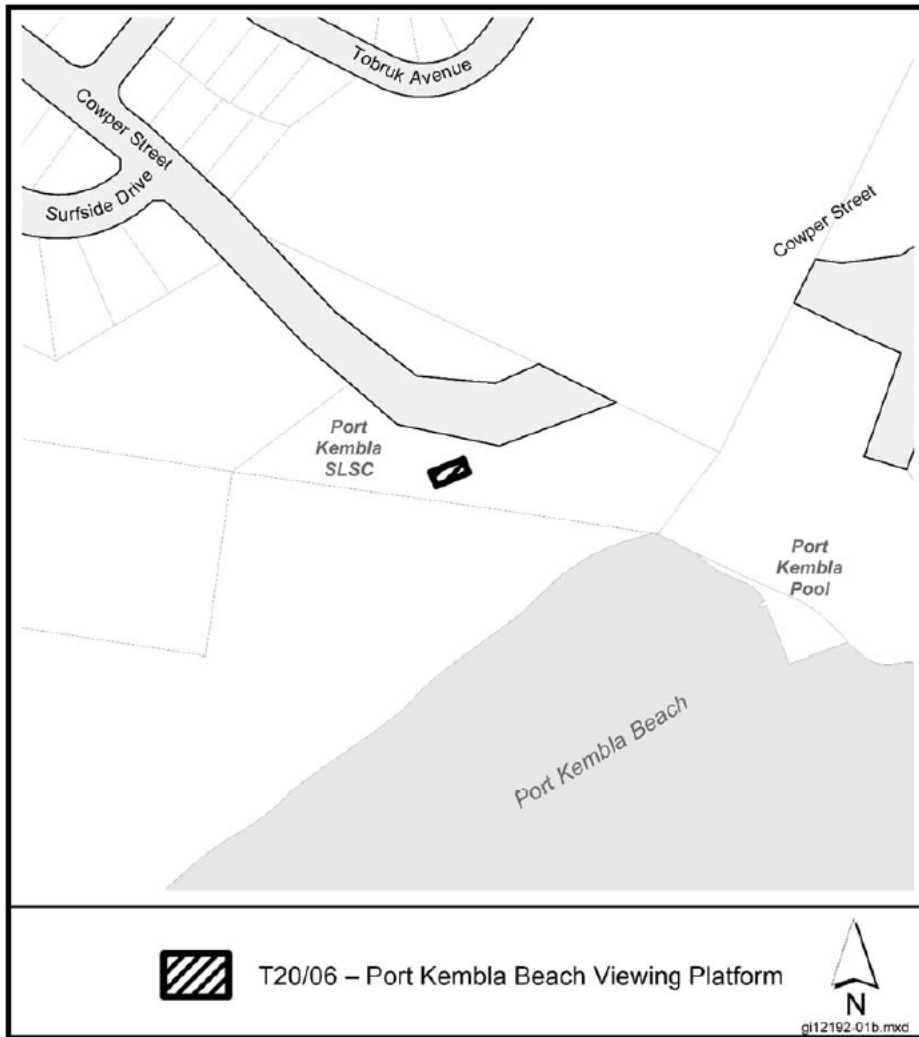 Tobruk Avenue
Cowper Street
Surfside Drive
Cowper Street
Port
Kembla
SLSC
Port
Kembla
Pool
Port Kembla Beach
T20/06 – Port Kembla Beach Viewing Platform
N
gi12192-01b.mxd